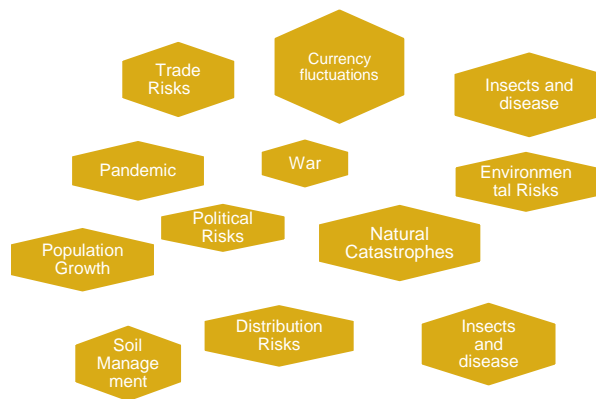 Trade
Risks
Currency
fluctuations
Insects and
disease
Pandemic
War
Environmen
tal Risks
Political
Risks
Natural
Catastrophes
Population
Growth
Distribution
Risks
Insects
and
disease
Soil
Manage
ment